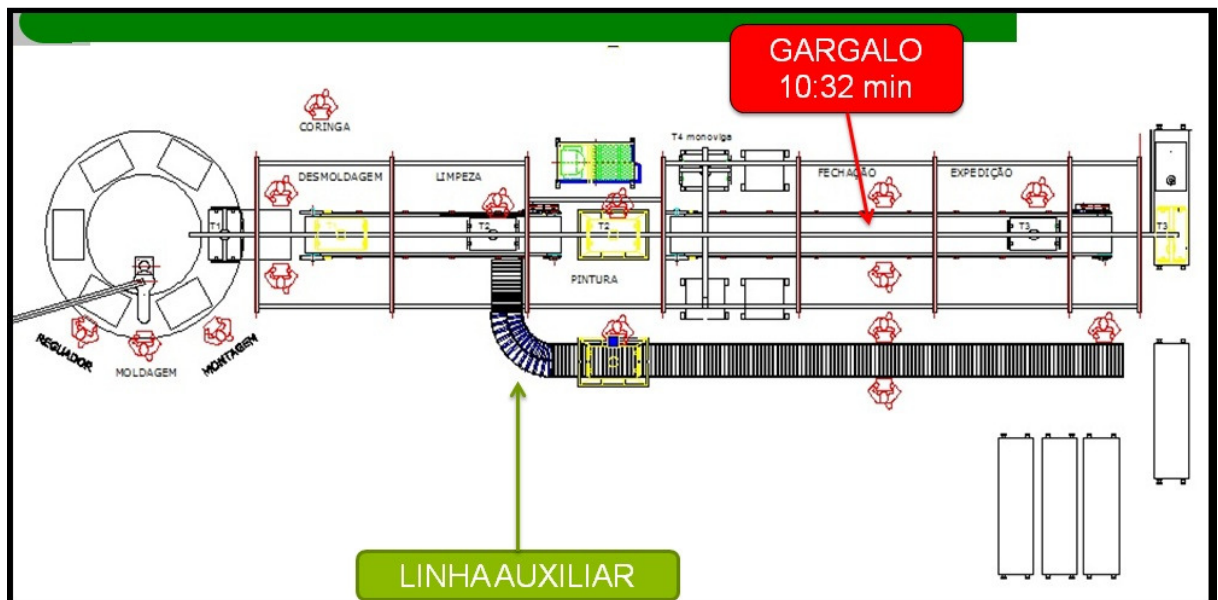 GARGALO
10:32 min
CORINGA
T4 monoviga
DESMOLDAGEM
LIMPEZA
FECHAÇÃO
EXPEDIÇÃO
T1
T2
T2
T3
T3
PINTURA
REGUADOR
MOLDAGEM
MONTAGEM
LINHA AUXILIAR